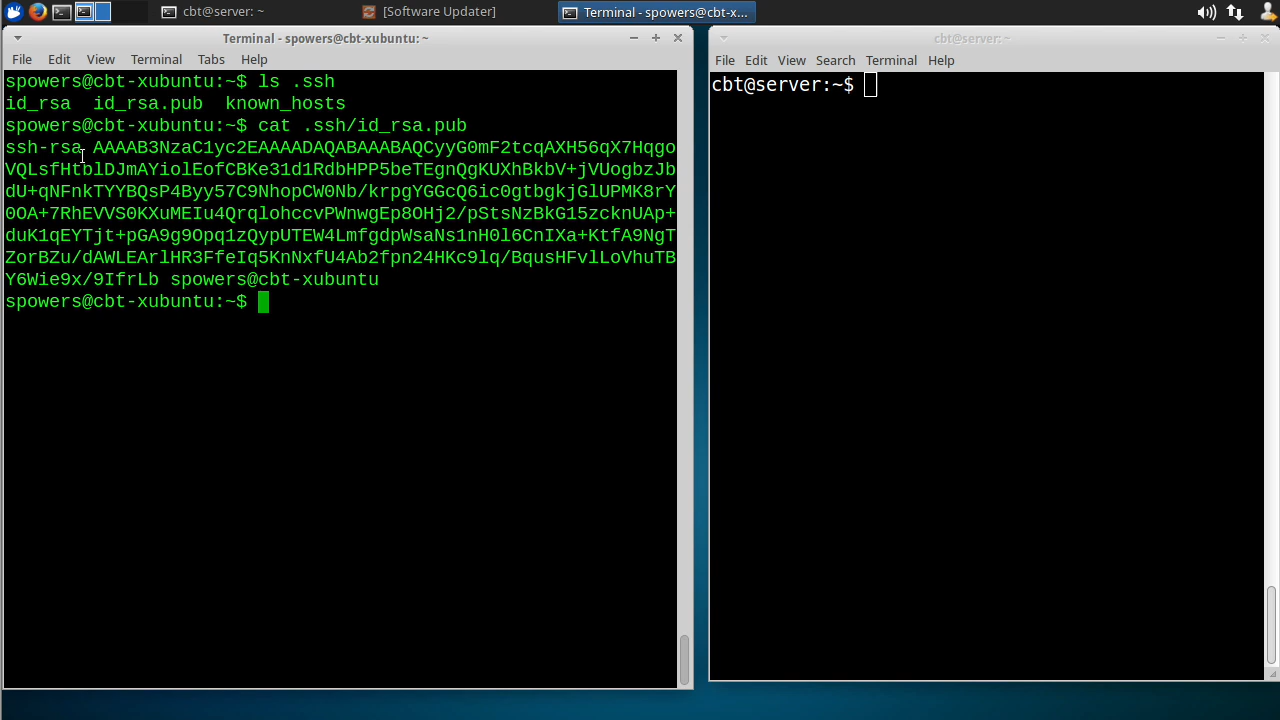 cbt@server: ~
[Software Updater]
Terminal - spowers@cbt-x...
Terminal - spowers@cbt-xubuntu: ~
File Edit View Terminal Tabs Help
spowers@cbt-xubuntu:~$ ls .ssh
id_rsa id_rsa.pub known_hosts
spowers@cbt-xubuntu:~$ cat .ssh/id_rsa.pub
ssh-rsa AAAAB3NzaC1yc2EAAAADAQABAAABAQCyyG0mF2tcqAXH56qX7Hqgo
VQLsfHtblDJmAYiolEofCBKe31d1RdbHPP5beTEgnQgKUXhBkbV+jVUogbzJb
dU+qNFnkTYYBQsP4Byy57C9NhopCW0Nb/krpgYGGcQ6ic0gtbgkjGlUPMK8rY
0OA+7RhEVVS0KXuMEIu4QrqlohccvPWnwgEp8OHj2/pStsNzBkG15zcknUAp+
duK1qEYTjt+pGA9g9Opq1zQypUTEW4LmfgdpWsaNs1nH0l6CnIXa+KtfA9NgT
ZorBZu/dAWLEArlHR3FfeIq5KnNxfU4Ab2fpn24HKc9lq/BqusHFvlLoVhuTB
Y6Wie9x/9IfrLb spowers@cbt-xubuntu
spowers@cbt-xubuntu:~$
cbt@server: ~
File Edit View Search Terminal Help
cbt@server:~$